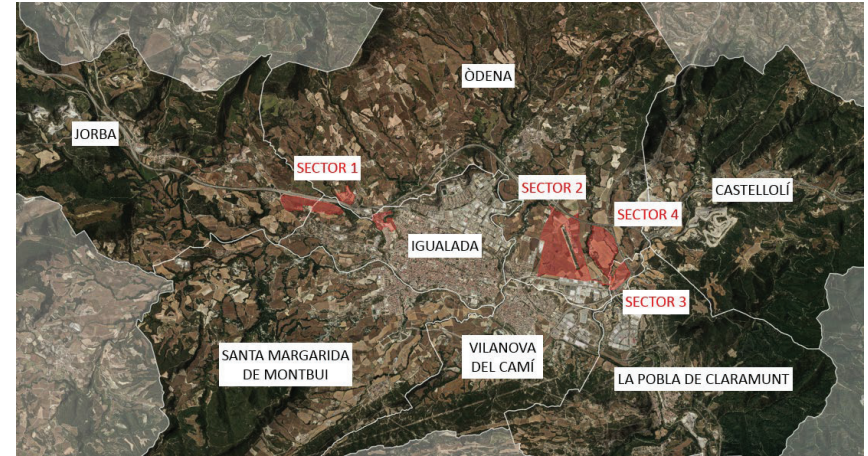 ÒDENA
JORBA
SECTOR 1
SECTOR 2
CASTELLOLÍ
SECTOR 4
IGUALADA
SECTOR 3
SANTA MARGARIDA
DE MONTBUI
VILANOVA
DEL CAMÍ
LA POBLA DE CLARAMUNT